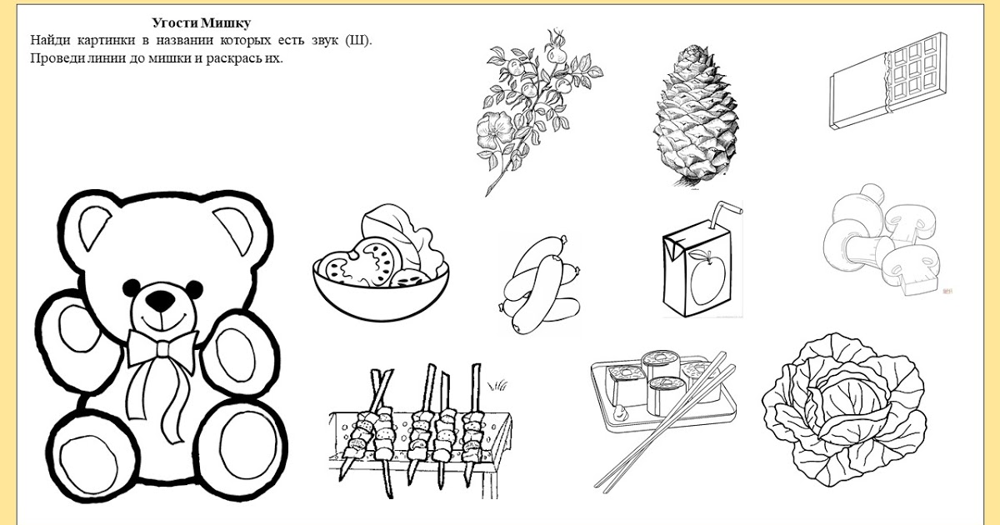 Угости Мишку
Найди картинки в названии которых есть звук (Ш).
Проведи линии до мишки и раскрась их.